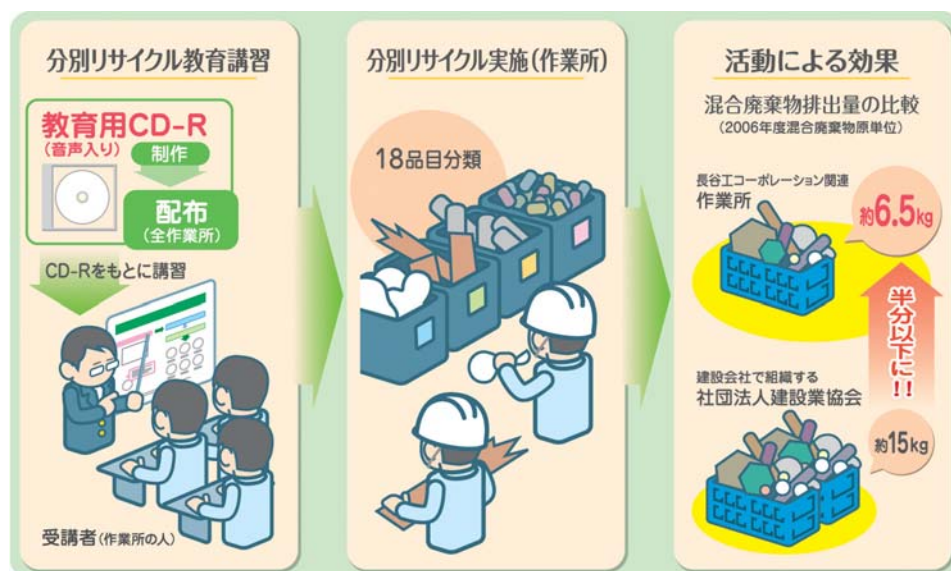 分別リサイクル教育講習
教育用CD-R
(音声入り)
制作
配布
(全作業所)
CD-Rをもとに講習
受講者(作業所の人)
分別リサイクル実施(作業所)
18品目分類
活動による効果
混合廃棄物排出量の比較
(2006年度混合廃棄物原単位)
長谷工コーポレーション関連
作業所
約6.5kg
半分以下に!!
建設会社で組織する
社団法人建設業協会
約15kg